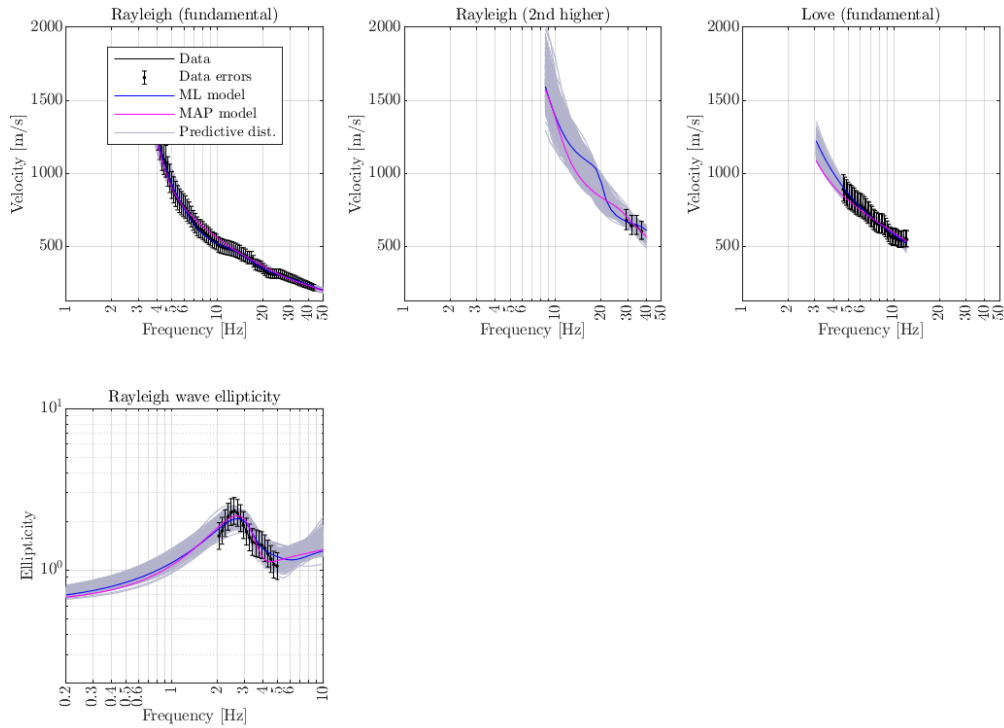 Rayleigh (fundamental)
2000
1500
1000
500
Velocity [m/s]
Data
Data errors
ML model
MAP model
Predictive dist.
1 2 3 4 5 6 10 20 30 40 50
Frequency [Hz]
Rayleigh (2nd higher)
2000
1500
1000
500
Velocity [m/s]
1 2 3 4 5 6 10 20 30 40 50
Frequency [Hz]
Love (fundamental)
2000
1500
1000
500
Velocity [m/s]
1 2 3 4 5 6 10 20 30 40 50
Frequency [Hz]
Rayleigh wave ellipticity
10^1
10^0
Ellipticity
0.2 0.3 0.4 0.5 0.6 1 2 3 4 5 6 10
Frequency [Hz]